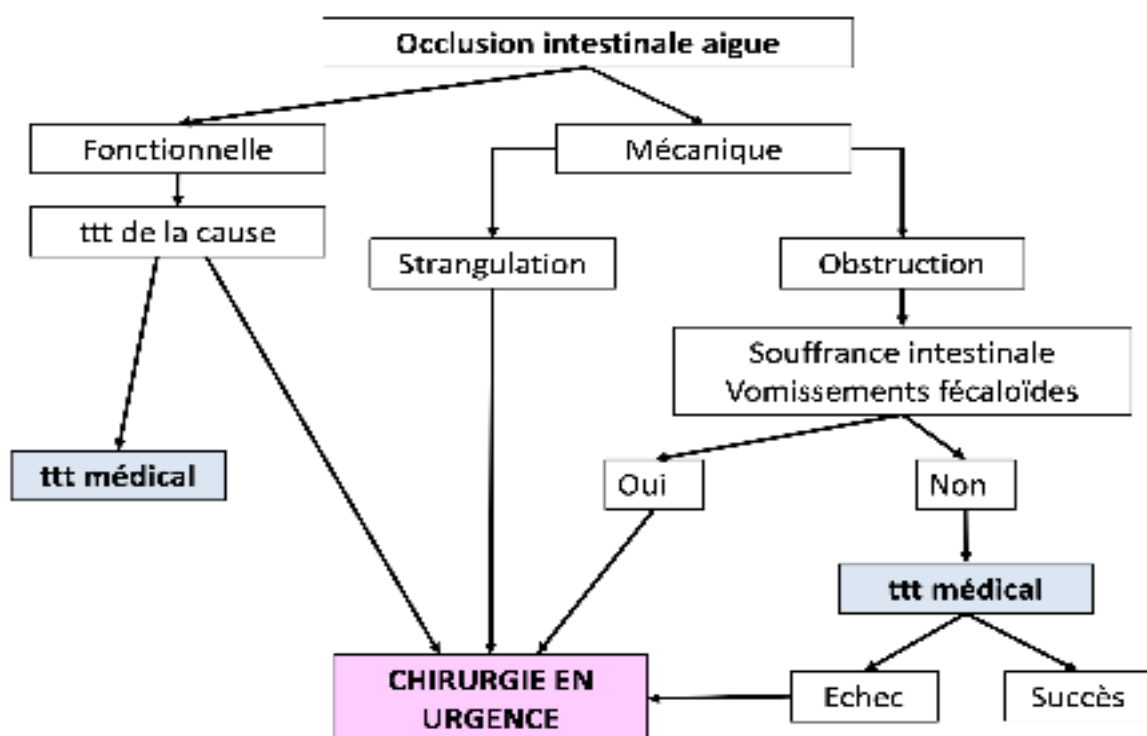 Occlusion intestinale aigue
Fonctionnelle
Mécanique
ttt de la cause
Strangulation
Obstruction
Souffrance intestinale
Vomissements fécaloïdes
ttt médical
Oui
Non
ttt médical
CHIRURGIE EN
URGENCE
Echec
Succès